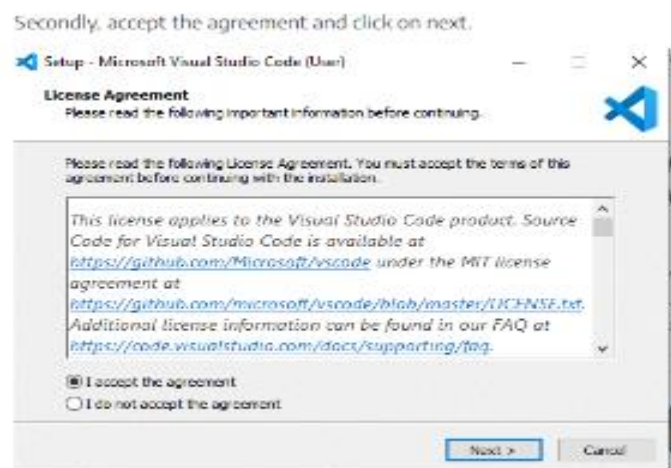 Secondly, accept the agreement and click on next.
Setup - Microsoft Visual Studio Code (User)
License Agreement
Please read the following important information before continuing.
Please read the following License Agreement. You must accept the terms of this
agreement before continuing with the installation.
This license applies to the Visual Studio Code product. Source
Code for Visual Studio Code is available at
https://github.com/Microsoft/vscode under the MIT license
agreement at
https://github.com/microsoft/vscode/blob/master/LICENSE.txt.
Additional license information can be found in our FAQ at
https://code.visualstudio.com/docs/supporting/faq.
I accept the agreement
I do not accept the agreement
Next >
Cancel